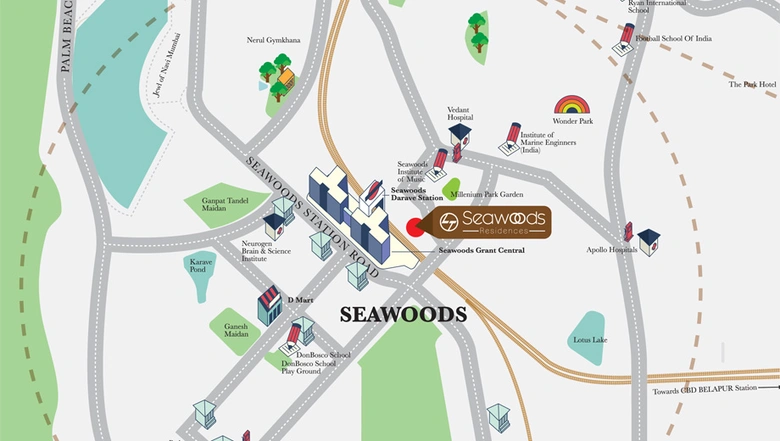 Ryan International
School
Football School Of India
PALM BEAC
Jewl of Navi Mumbai
Nerul Gymkhana
The Park Hotel
Wonder Park
Vedant
Hospital
Institute of
Marine Enginners
(India)
Seawoods
Institute
of Music
Seawoods
Darave Station
Millenium Park Garden
SEAWOODS STATION ROAD
Ganpat Tandel
Maidan
Seawoods
Residences
Seawoods Grant Central
Neurogen
Brain & Science
Institute
Apollo Hospitals
Karave
Pond
D Mart
SEAWOODS
Ganesh
Maidan
Lotus Lake
DonBosco School
DonBosco School
Play Ground
Towards CBD BELAPUR Station